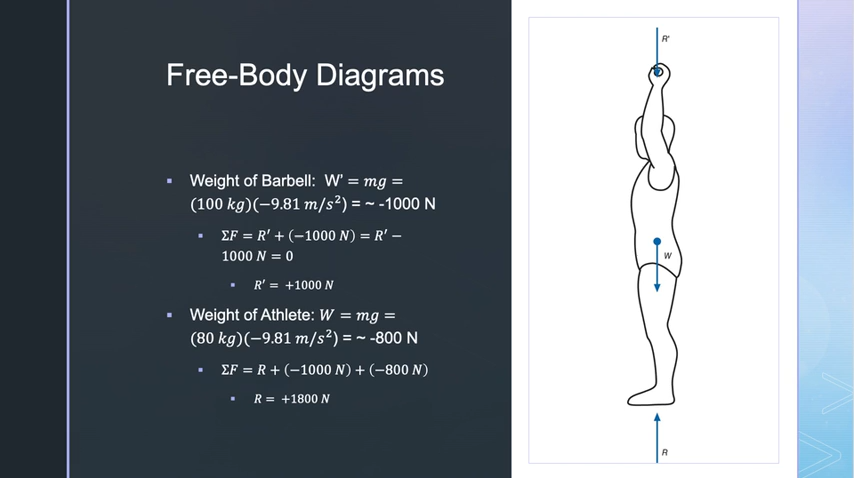 Free-Body Diagrams
▪ Weight of Barbell: W' = mg =
(100 kg)(−9.81 m/s²) = ~ -1000 N
▪ ΣF = R′ + (−1000 N) = R′ −
1000 N = 0
▪ R′ = +1000 N
▪ Weight of Athlete: W = mg =
(80 kg)(−9.81 m/s²) = ~ -800 N
▪ ΣF = R + (−1000 N) + (−800 N)
▪ R = +1800 N
R'
W
R